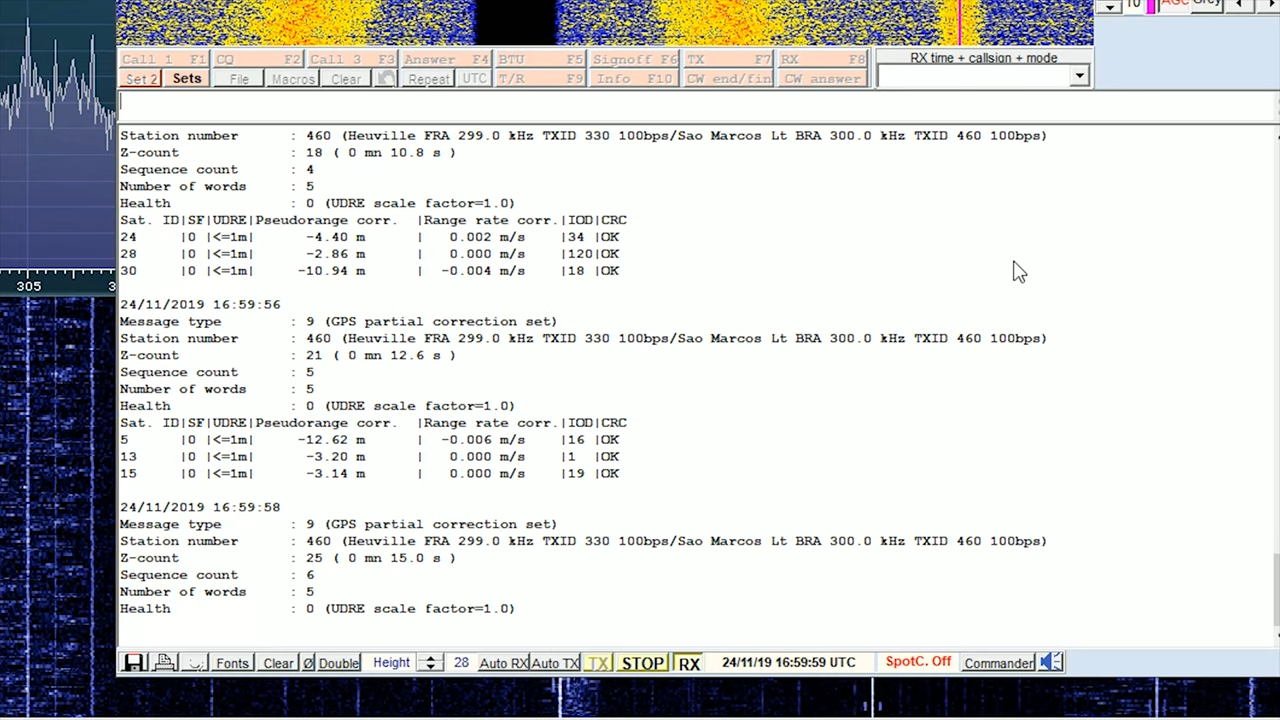 10 AGC Grey
Call 1 F1 CQ F2 Call 3 F3 Answer F4 BTU F5 Signoff F6 TX F7 RX F8 RX time + callsign + mode
Set 2 Sets File Macros Clear Repeat UTC T/R F9 Info F10 CW end/fin CW answer
Station number : 460 (Heuville FRA 299.0 kHz TXID 330 100bps/Sao Marcos Lt BRA 300.0 kHz TXID 460 100bps)
Z-count : 18 ( 0 mn 10.8 s )
Sequence count : 4
Number of words : 5
Health : 0 (UDRE scale factor=1.0)
Sat. ID|SF|UDRE|Pseudorange corr. |Range rate corr.|IOD|CRC
24 |0 |<=1m| -4.40 m | 0.002 m/s |34 |OK
28 |0 |<=1m| -2.86 m | 0.000 m/s |120|OK
30 |0 |<=1m| -10.94 m | -0.004 m/s |18 |OK
24/11/2019 16:59:56
Message type : 9 (GPS partial correction set)
Station number : 460 (Heuville FRA 299.0 kHz TXID 330 100bps/Sao Marcos Lt BRA 300.0 kHz TXID 460 100bps)
Z-count : 21 ( 0 mn 12.6 s )
Sequence count : 5
Number of words : 5
Health : 0 (UDRE scale factor=1.0)
Sat. ID|SF|UDRE|Pseudorange corr. |Range rate corr.|IOD|CRC
5 |0 |<=1m| -12.62 m | -0.006 m/s |16 |OK
13 |0 |<=1m| -3.20 m | 0.000 m/s |1 |OK
15 |0 |<=1m| -3.14 m | 0.000 m/s |19 |OK
24/11/2019 16:59:58
Message type : 9 (GPS partial correction set)
Station number : 460 (Heuville FRA 299.0 kHz TXID 330 100bps/Sao Marcos Lt BRA 300.0 kHz TXID 460 100bps)
Z-count : 25 ( 0 mn 15.0 s )
Sequence count : 6
Number of words : 5
Health : 0 (UDRE scale factor=1.0)
305
Fonts Clear Ø Double Height 28 Auto RX Auto TX TX STOP RX 24/11/19 16:59:59 UTC SpotC. Off Commander